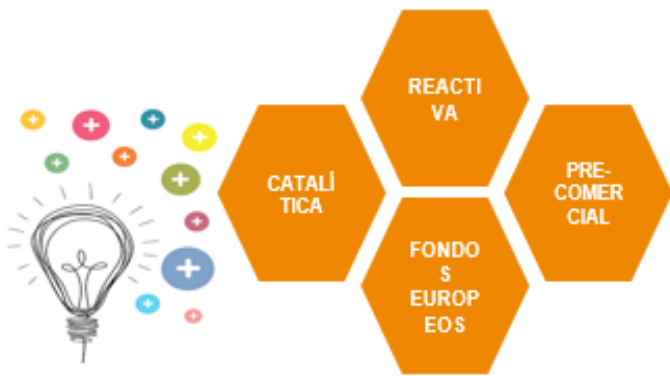 REACTI
VA
CATALÍ
TICA
PRE-
COMER
CIAL
FONDO
S
EUROP
EOS